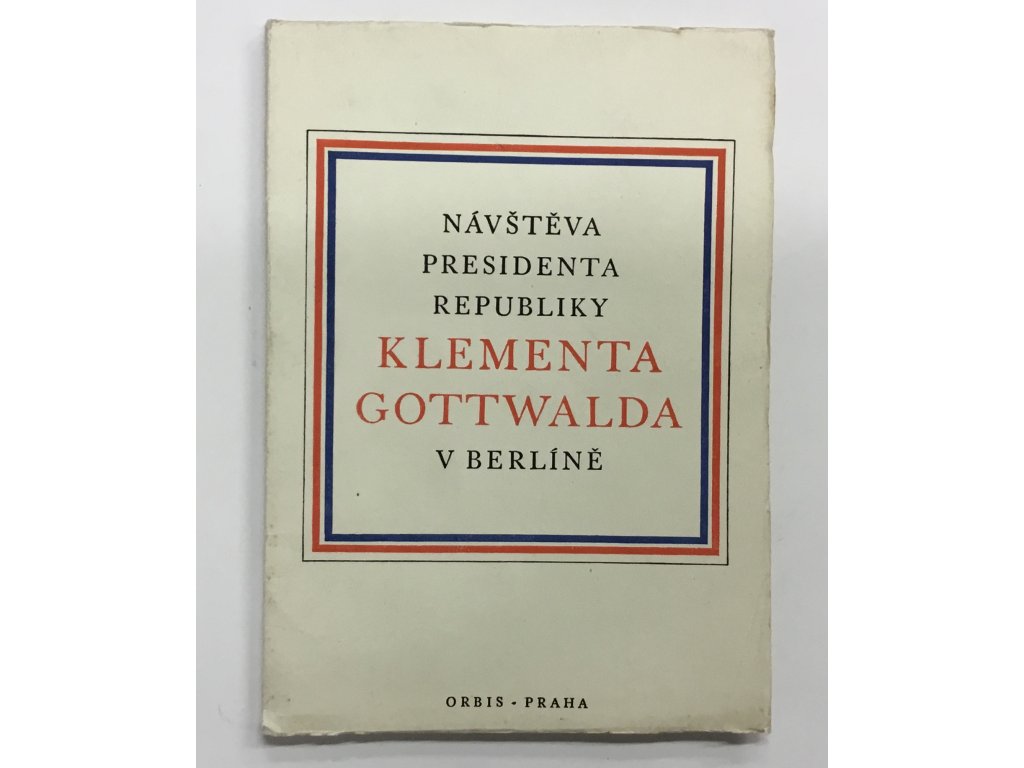 NÁVŠTĚVA
PRESIDENTA
REPUBLIKY
KLEMENTA
GOTTWALDA
V BERLÍNĚ
ORBIS - PRAHA